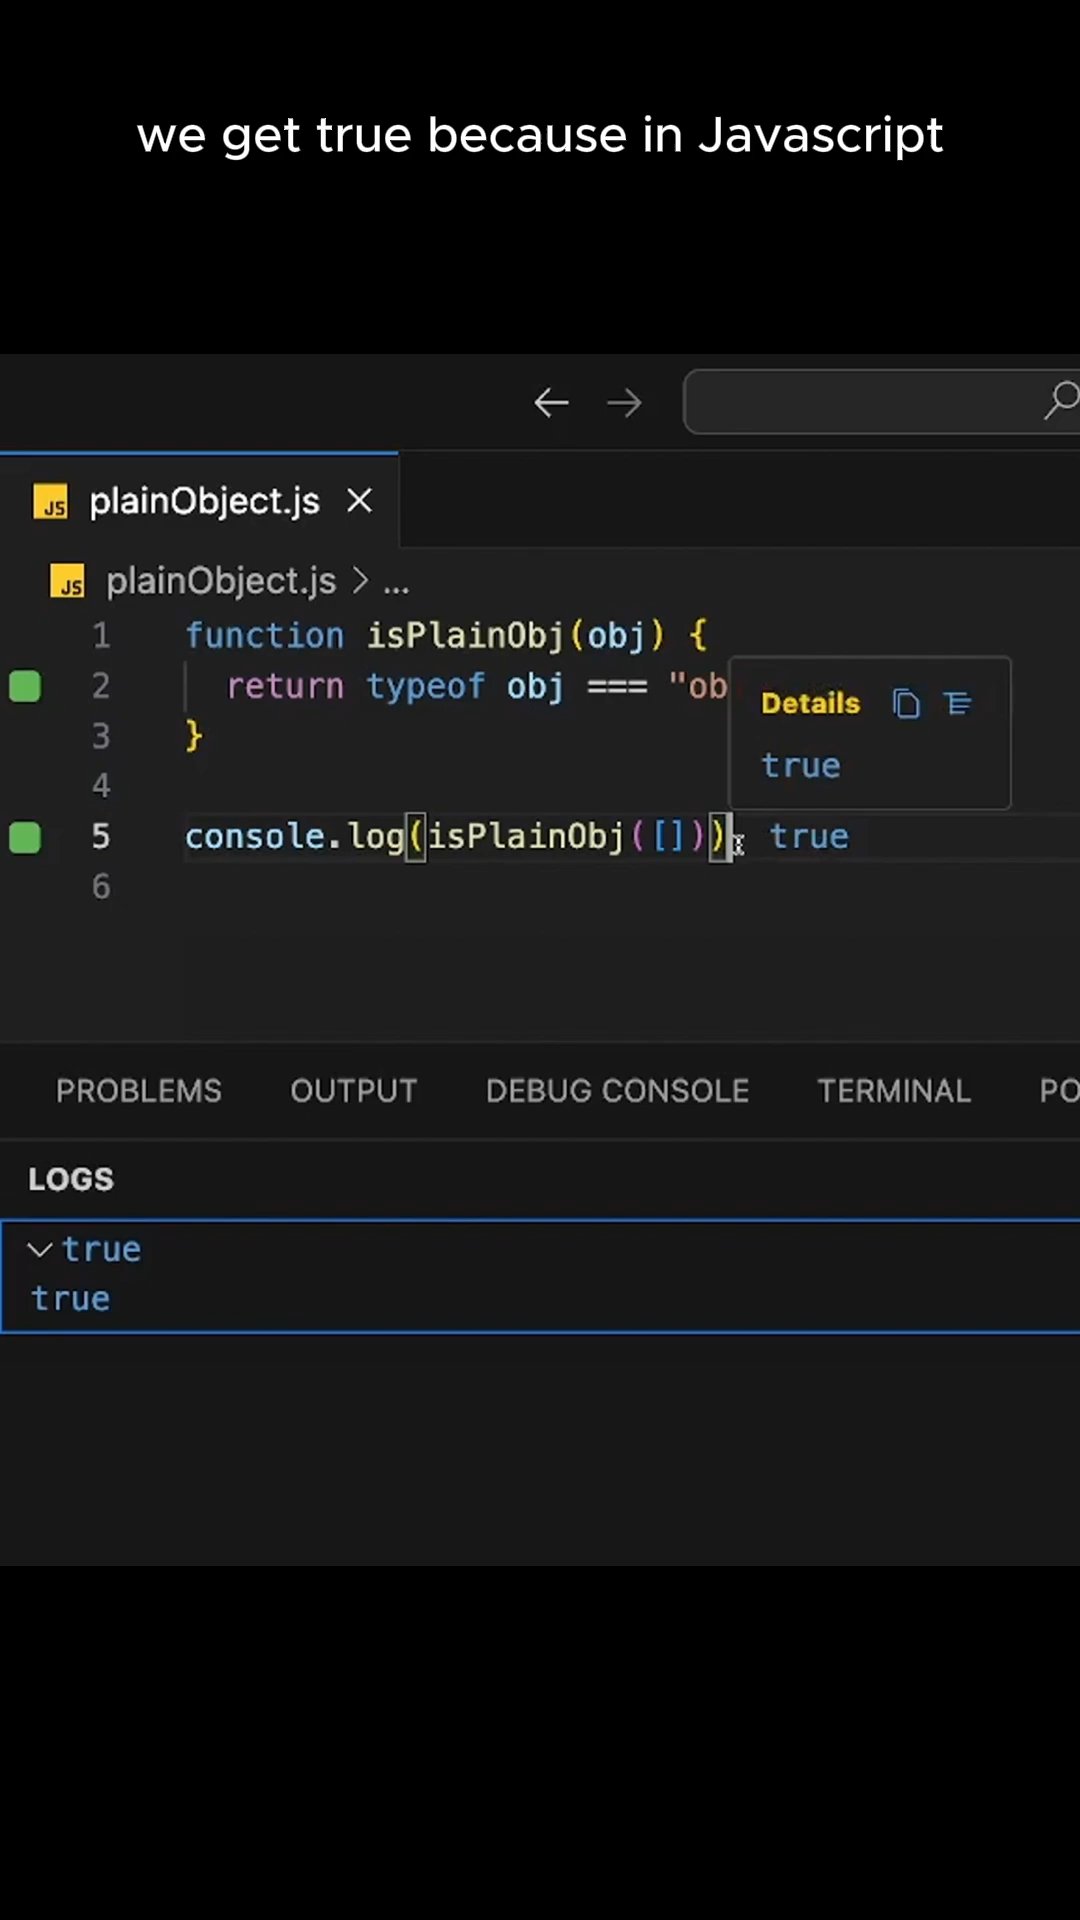 we get true because in Javascript
JS plainObject.js
JS plainObject.js > ...
1 function isPlainObj(obj) {
2 return typeof obj === "ob
Details
3 }
true
4
5 console.log(isPlainObj([])) true
6
PROBLEMS OUTPUT DEBUG CONSOLE TERMINAL PO
LOGS
true
true